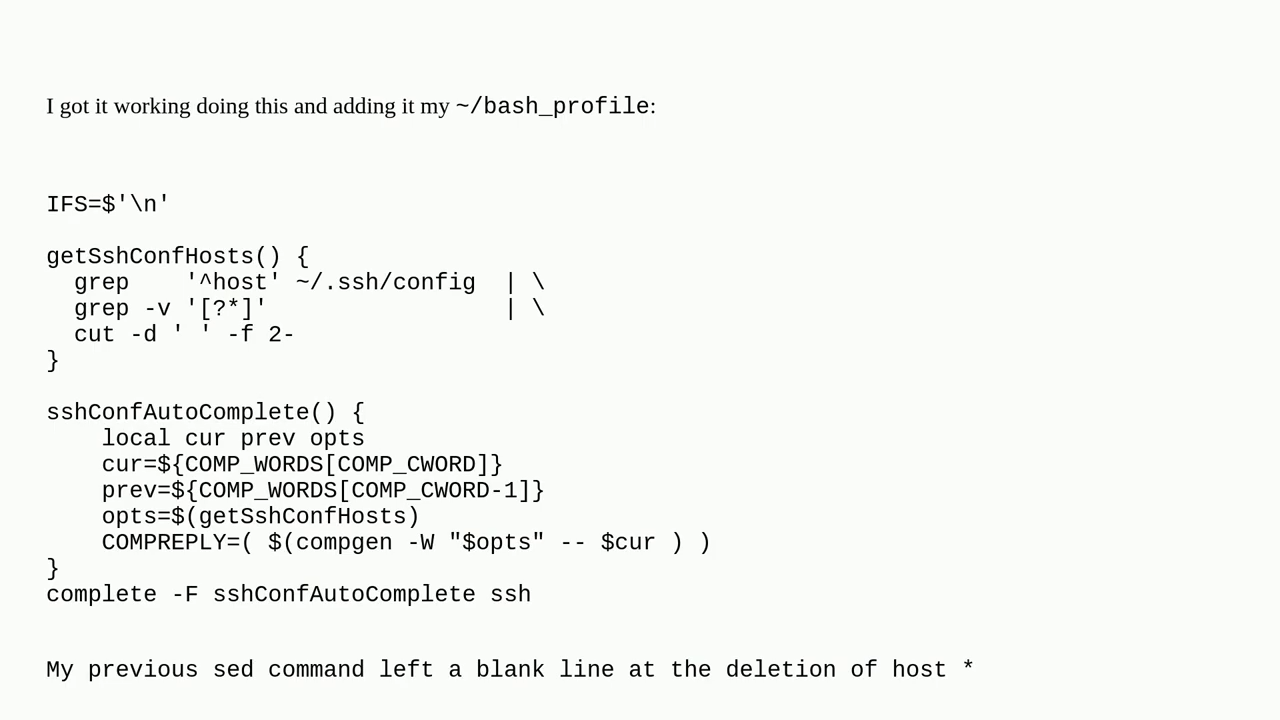 I got it working doing this and adding it my ~/bash_profile:
IFS=$'\n'
getSshConfHosts() {
  grep    '^host' ~/.ssh/config  | \
  grep -v '[?*]'                 | \
  cut -d ' ' -f 2-
}
sshConfAutoComplete() {
    local cur prev opts
    cur=${COMP_WORDS[COMP_CWORD]}
    prev=${COMP_WORDS[COMP_CWORD-1]}
    opts=$(getSshConfHosts)
    COMPREPLY=( $(compgen -W "$opts" -- $cur ) )
}
complete -F sshConfAutoComplete ssh
My previous sed command left a blank line at the deletion of host *